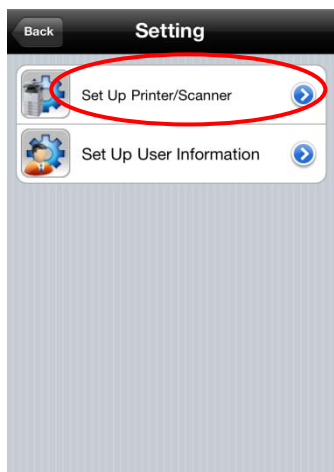 Back
Setting
Set Up Printer/Scanner
Set Up User Information